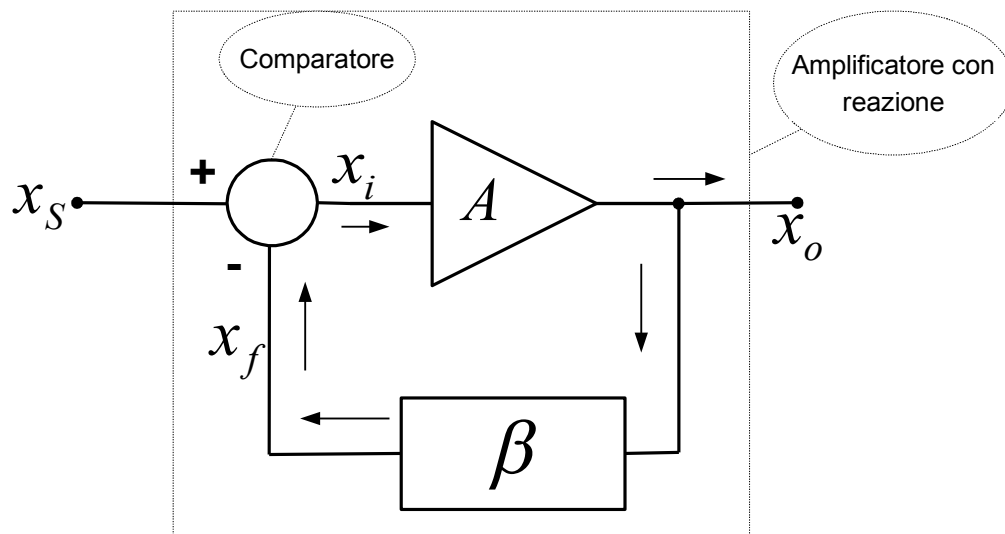 Comparatore
Amplificatore con
reazione
+
x_i
A
x_S
x_o
-
x_f
β